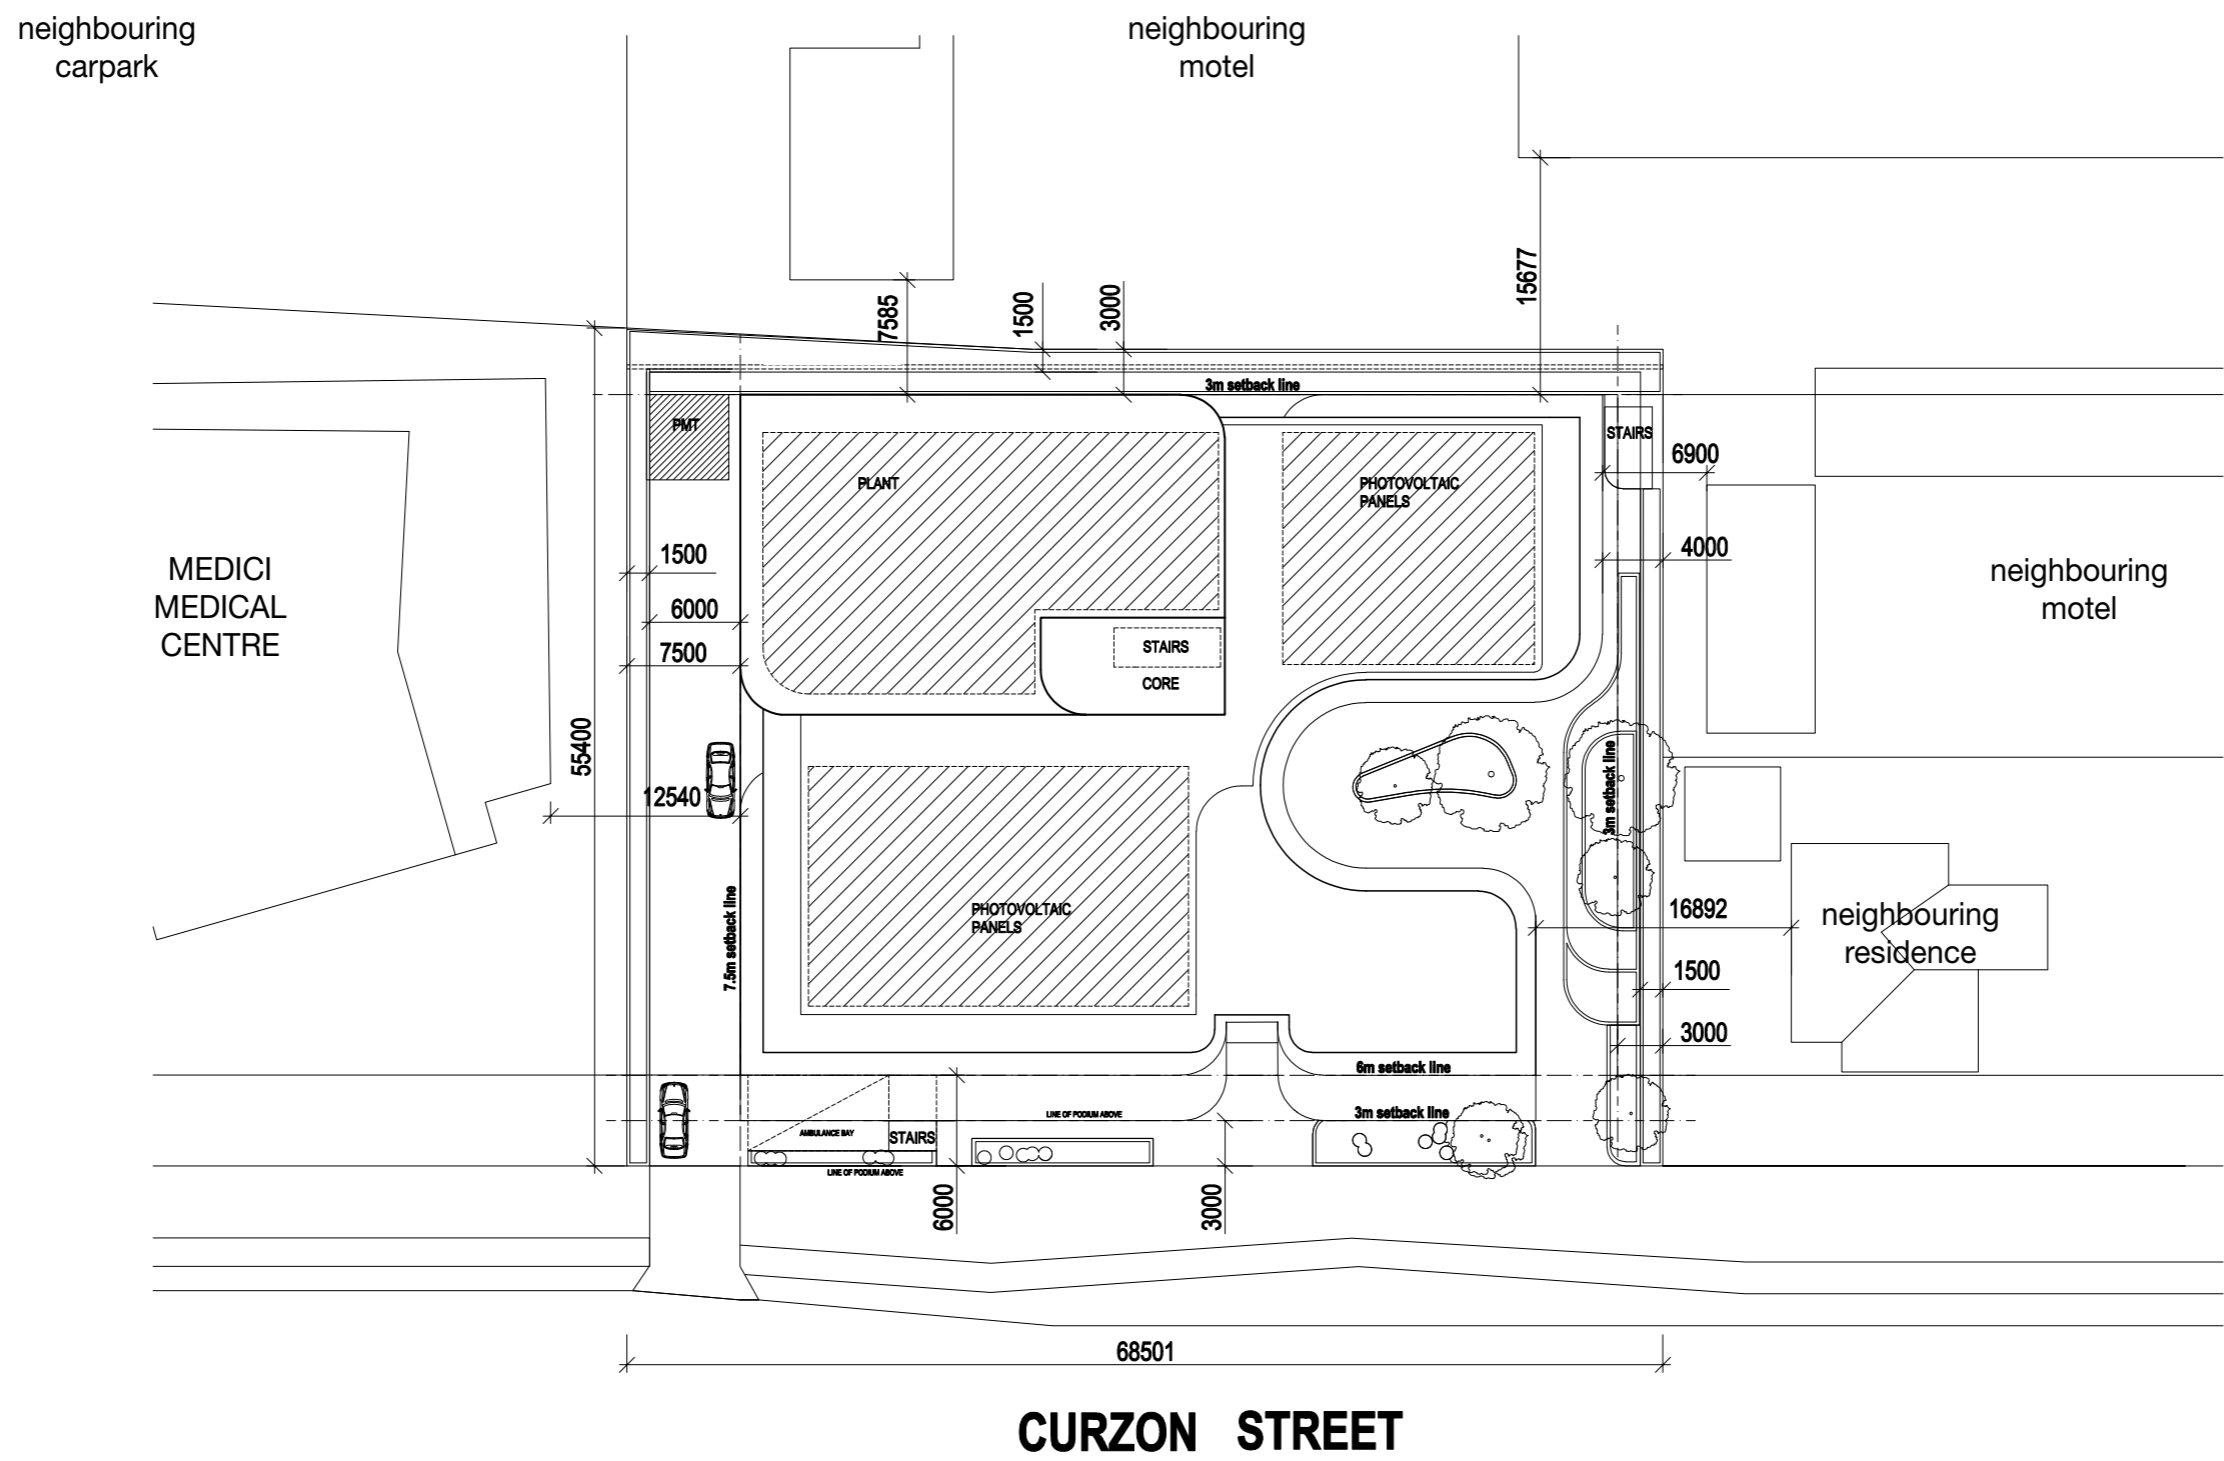 neighbouring
carpark
neighbouring
motel
15677
7585
1500
3000
3m setback line
PMT
STAIRS
6900
PLANT
PHOTOVOLTAIC
PANELS
1500
4000
MEDICI
MEDICAL
CENTRE
neighbouring
motel
6000
7500
STAIRS
CORE
55400
12540
3m setback line
7.5m setback line
PHOTOVOLTAIC
PANELS
16892
neighbouring
residence
1500
3000
6m setback line
3m setback line
LINE OF PODIUM ABOVE
AMBULANCE BAY
STAIRS
LINE OF PODIUM ABOVE
6000
3000
68501
CURZON STREET